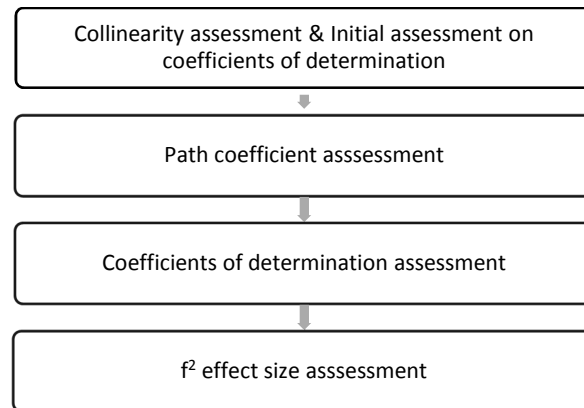 Collinearity assessment & Initial assessment on
coefficients of determination
Path coefficient asssessment
Coefficients of determination assessment
f² effect size asssessment